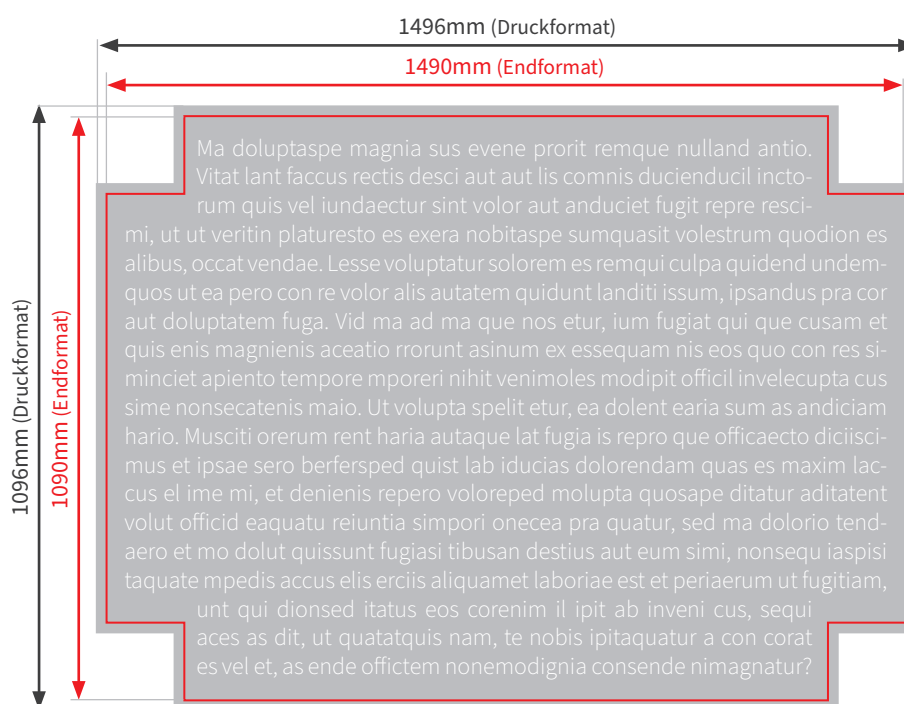 1496mm (Druckformat)
1490mm (Endformat)
1096mm (Druckformat)
1090mm (Endformat)
Ma doluptaspe magnia sus evene prorit remque nulland antio.
Vitat lant faccus rectis desci aut aut lis comnis ducienducil incto-
rum quis vel iundaectur sint volor aut anduciet fugit repre resci-
mi, ut ut veritin platuresto es exera nobitaspe sumquasit volestrum quodion es
alibus, occat vendae. Lesse voluptatur solorem es remqui culpa quidend undem-
quos ut ea pero con re volor alis autatem quidunt landiti issum, ipsandus pra cor
aut doluptatem fuga. Vid ma ad ma qpe nos etur, ium fugiat qui que cusam et
quis enis magnienis aceatio rrorunt asinum ex essequam nis eos quo con res si-
minciet apiento tempore mporeri nihit venimoles modipit officil invelecupta cus
sime nonsecatenis maio. Ut volupta spelit etur, ea dolent earia sum as andiciam
hario. Musciti orerum rent haria autaque lat fugia is repro que officaecto diciisci-
mus et ipsae sero berfersped quist lab iducias dolorendam quas es maxim lac-
cus el ime mi, et denienis repero voloreped molupta quosape ditatur aditatent
volut officid eaquatu reiuntia simpori onecea pra quatur, sed ma dolorio tend-
aero et mo dolut quissunt fugiasi tibusan destius aut eum simi, nonsequ iaspisi
taquate mpedis accus elis erciis aliquamet laboriae est et periaerum ut fugitiam,
unt qui dionsed itatus eos corenim il ipit ab inveni cus, sequi
aces as dit, ut quatatquis nam, te nobis ipitaquatur a con corat
es vel et, as ende offictem nonemodignia consende nimagnatur?